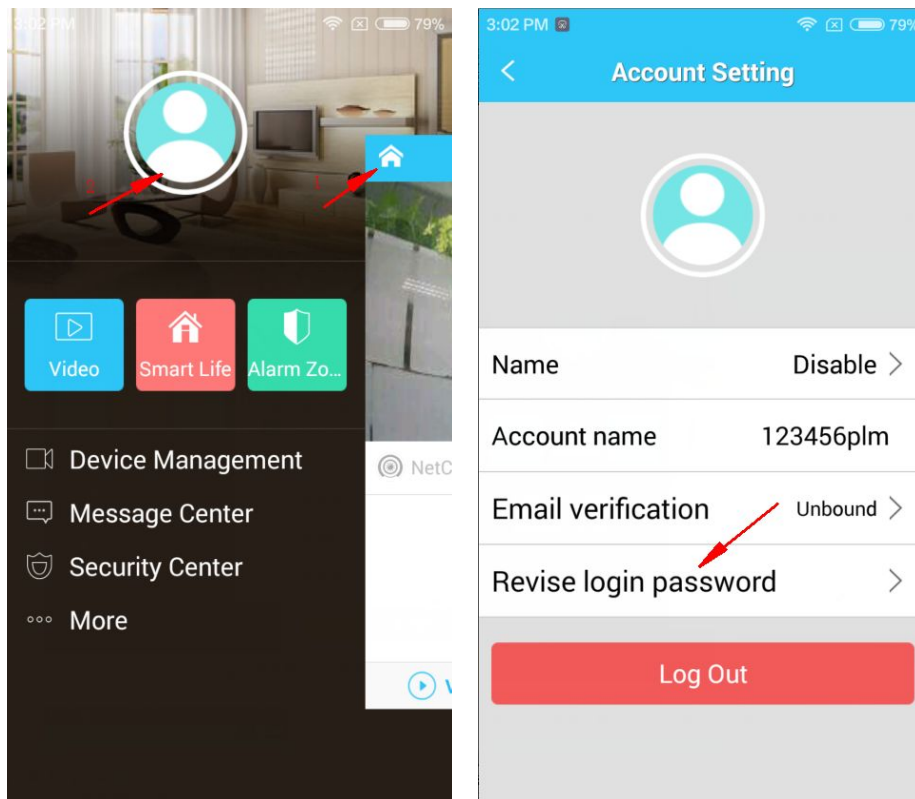 3:02 PM
79%
2
1
Video
Smart Life
Alarm Zo...
Device Management
NetC
Message Center
Security Center
More
V
3:02 PM
79%
Account Setting
Name
Disable
Account name
123456plm
Email verification
Unbound
Revise login password
Log Out